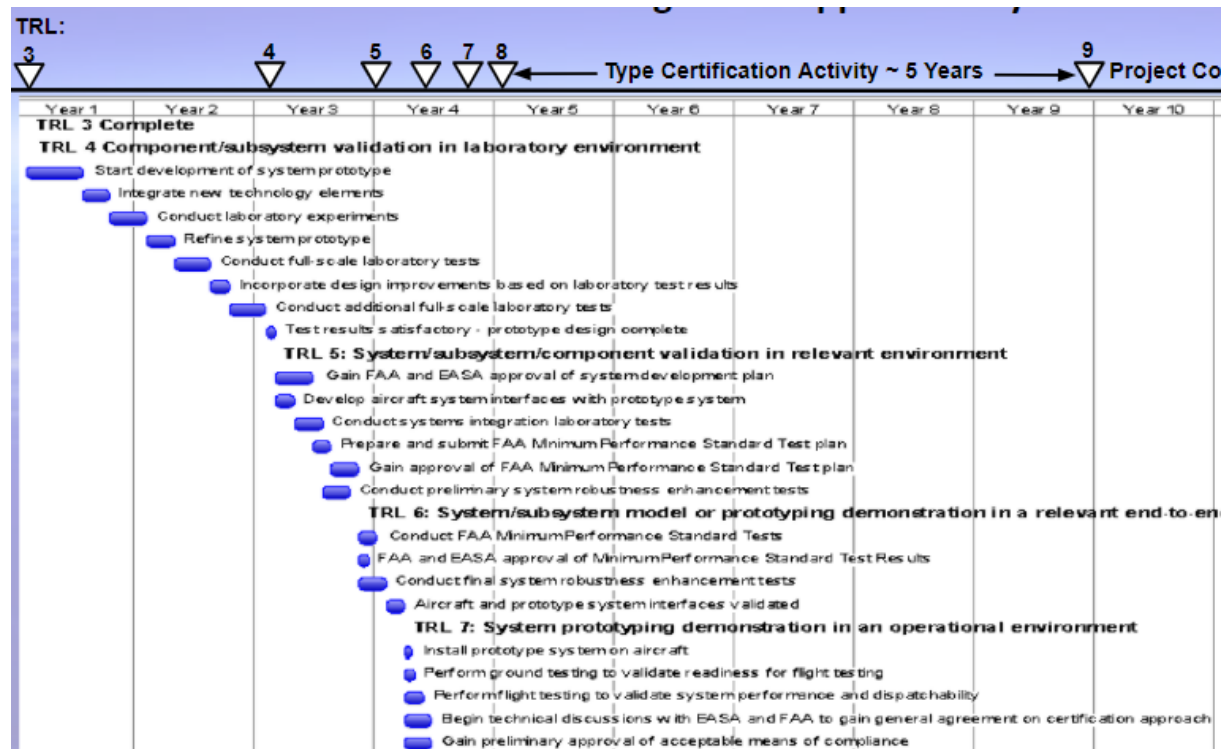 TRL:
3 4 5 6 7 8 9
Type Certification Activity ~ 5 Years Project Co
Year 1 Year 2 Year 3 Year 4 Year 5 Year 6 Year 7 Year 8 Year 9 Year 10
TRL 3 Complete
TRL 4 Component/subsystem validation in laboratory environment
Start development of system prototype
Integrate new technology elements
Conduct laboratory experiments
Refine system prototype
Conduct full-scale laboratory tests
Incorporate design improvements based on laboratory test results
Conduct additional full-scale laboratory tests
Test results satisfactory - prototype design complete
TRL 5: System/subsystem/component validation in relevant environment
Gain FAA and EASA approval of system development plan
Develop aircraft system interfaces with prototype system
Conduct systems integration laboratory tests
Prepare and submit FAA Minimum Performance Standard Test plan
Gain approval of FAA Minimum Performance Standard Test plan
Conduct preliminary system robustness enhancement tests
TRL 6: System/subsystem model or prototyping demonstration in a relevant end-to-en
Conduct FAA Minimum Performance Standard Tests
FAA and EASA approval of Minimum Performance Standard Test Results
Conduct final system robustness enhancement tests
Aircraft and prototype system interfaces validated
TRL 7: System prototyping demonstration in an operational environment
Install prototype system on aircraft
Perform ground testing to validate readiness for flight testing
Perform flight testing to validate system performance and dispatchability
Begin technical discussions with EASA and FAA to gain general agreement on certification approach
Gain preliminary approval of acceptable means of compliance